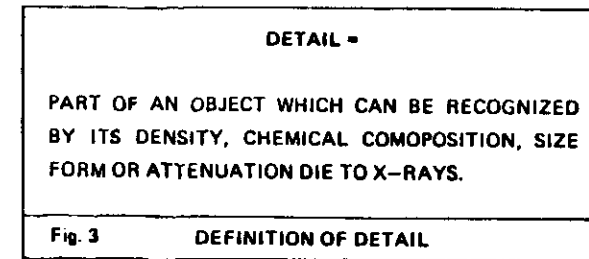 DETAIL =
PART OF AN OBJECT WHICH CAN BE RECOGNIZED
BY ITS DENSITY, CHEMICAL COMOPOSITION, SIZE
FORM OR ATTENUATION DIE TO X-RAYS.
Fig. 3 DEFINITION OF DETAIL